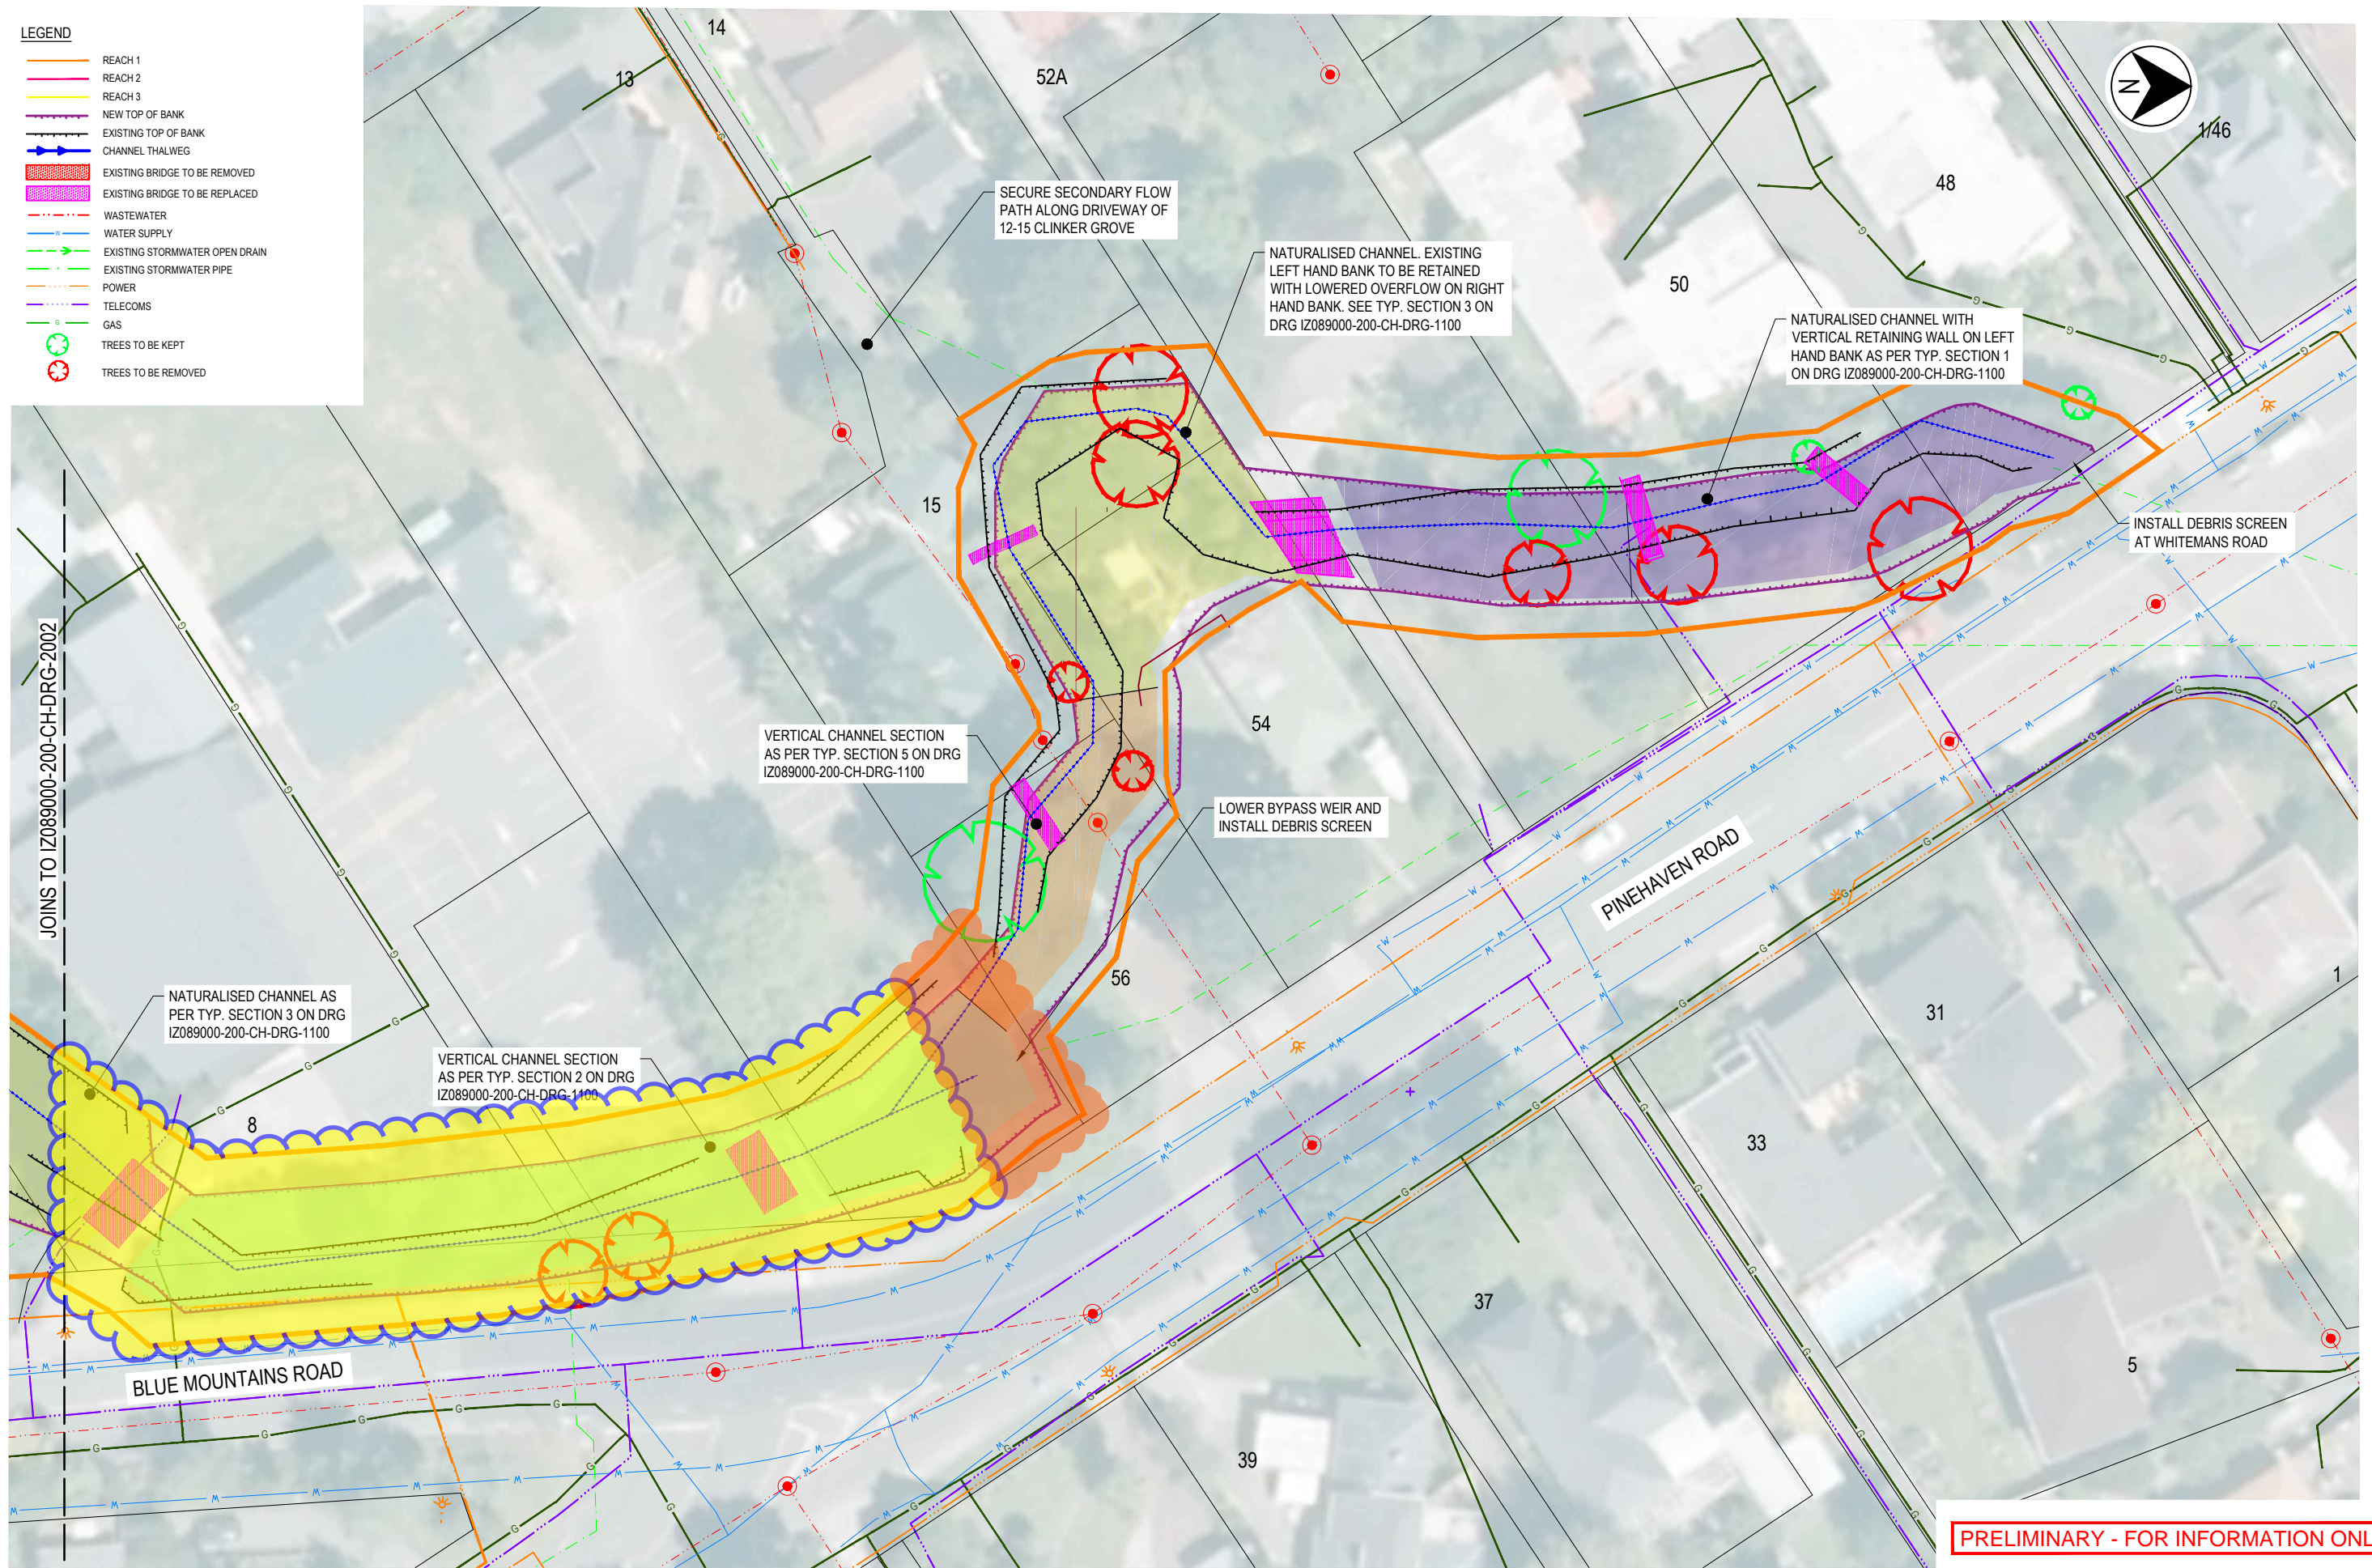 LEGEND
REACH 1
REACH 2
REACH 3
NEW TOP OF BANK
EXISTING TOP OF BANK
CHANNEL THALWEG
EXISTING BRIDGE TO BE REMOVED
EXISTING BRIDGE TO BE REPLACED
WASTEWATER
WATER SUPPLY
EXISTING STORMWATER OPEN DRAIN
EXISTING STORMWATER PIPE
POWER
TELECOMS
GAS
TREES TO BE KEPT
TREES TO BE REMOVED
14
13
52A
N
1/46
48
50
SECURE SECONDARY FLOW
PATH ALONG DRIVEWAY OF
12-15 CLINKER GROVE
NATURALISED CHANNEL. EXISTING
LEFT HAND BANK TO BE RETAINED
WITH LOWERED OVERFLOW ON RIGHT
HAND BANK. SEE TYP. SECTION 3 ON
DRG IZ089000-200-CH-DRG-1100
NATURALISED CHANNEL WITH
VERTICAL RETAINING WALL ON LEFT
HAND BANK AS PER TYP. SECTION 1
ON DRG IZ089000-200-CH-DRG-1100
15
INSTALL DEBRIS SCREEN
AT WHITEMANS ROAD
JOINS TO IZ089000-200-CH-DRG-2002
54
VERTICAL CHANNEL SECTION
AS PER TYP. SECTION 5 ON DRG
IZ089000-200-CH-DRG-1100
LOWER BYPASS WEIR AND
INSTALL DEBRIS SCREEN
PINEHAVEN ROAD
56
1
31
NATURALISED CHANNEL AS
PER TYP. SECTION 3 ON DRG
IZ089000-200-CH-DRG-1100
VERTICAL CHANNEL SECTION
AS PER TYP. SECTION 2 ON DRG
IZ089000-200-CH-DRG-1100
8
33
37
5
BLUE MOUNTAINS ROAD
39
PRELIMINARY - FOR INFORMATION ONL